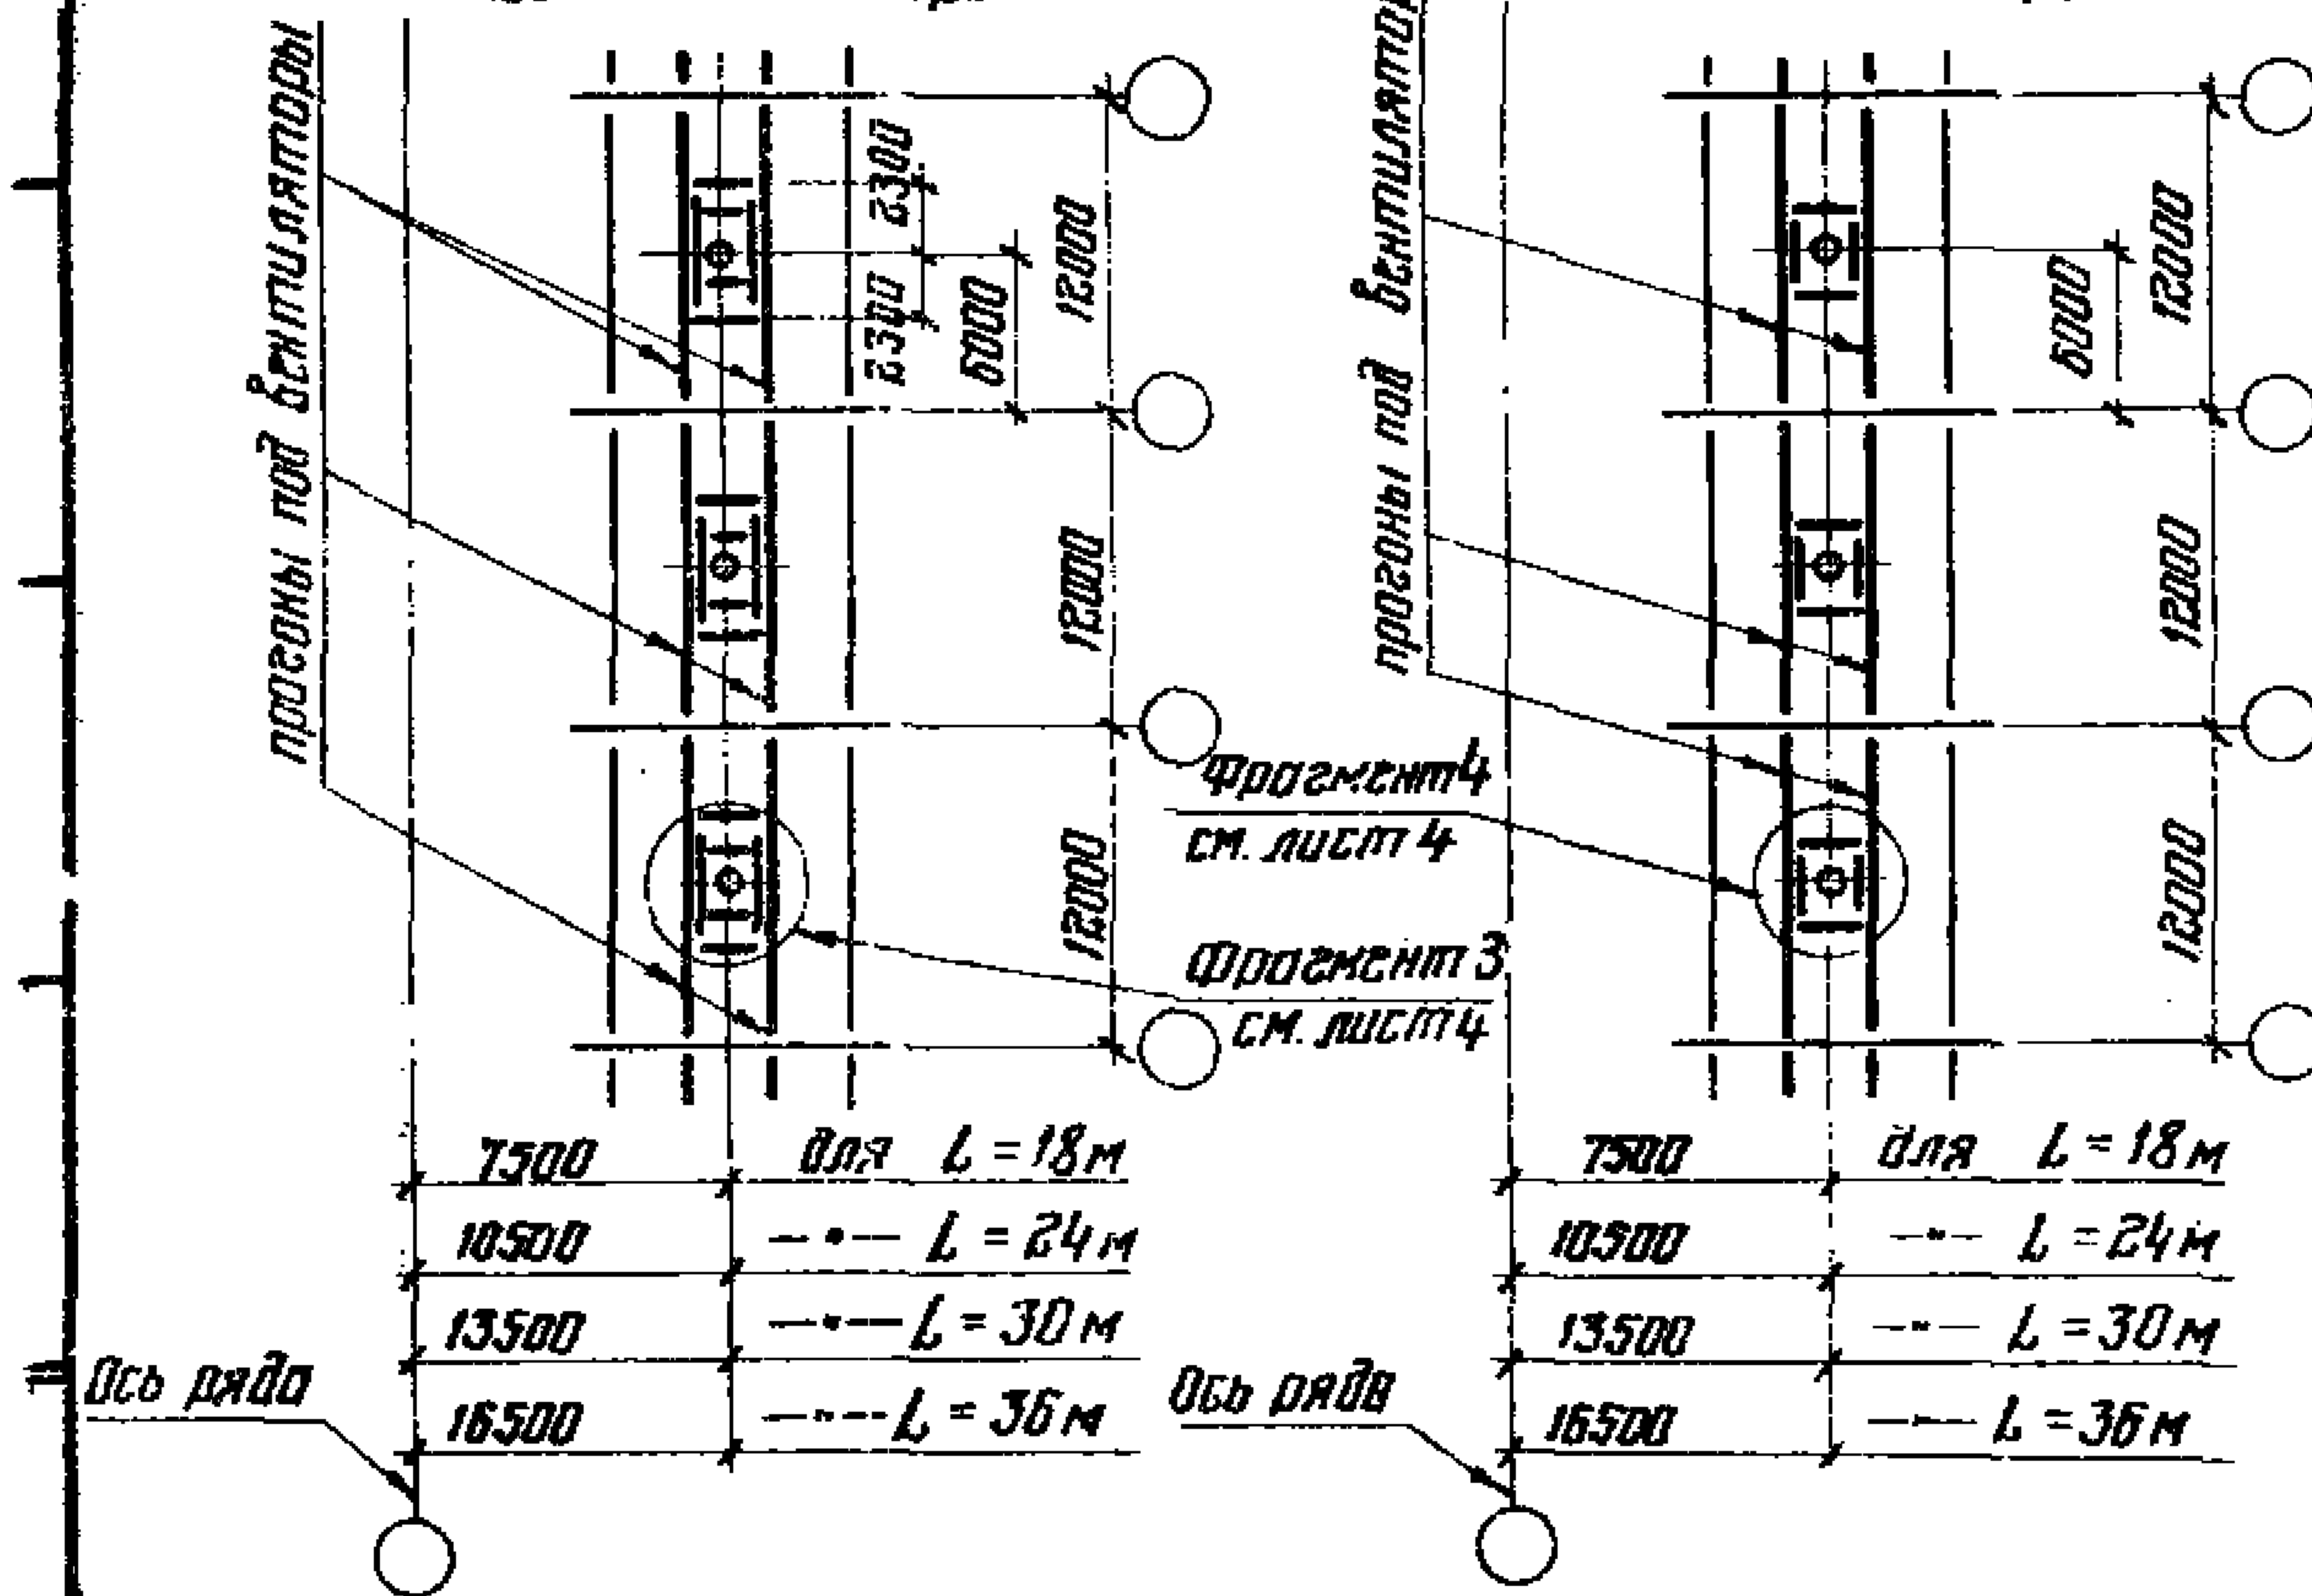 прогоны под вентиляторы
2300
2300
6000
12000
12000
12000
Фрагмент 4
см. лист 4
Фрагмент 3
см. лист 4
7500 для L = 18 м
10500 —•— L = 24 м
13500 —•— L = 30 м
16500 —"— L = 36 м
Ось ряда
прогоны под
6000
12000
12000
12000
7500 для L = 18 м
10500 —"— L = 24 м
13500 —"— L = 30 м
16500 —"— L = 36 м
Ось ряда